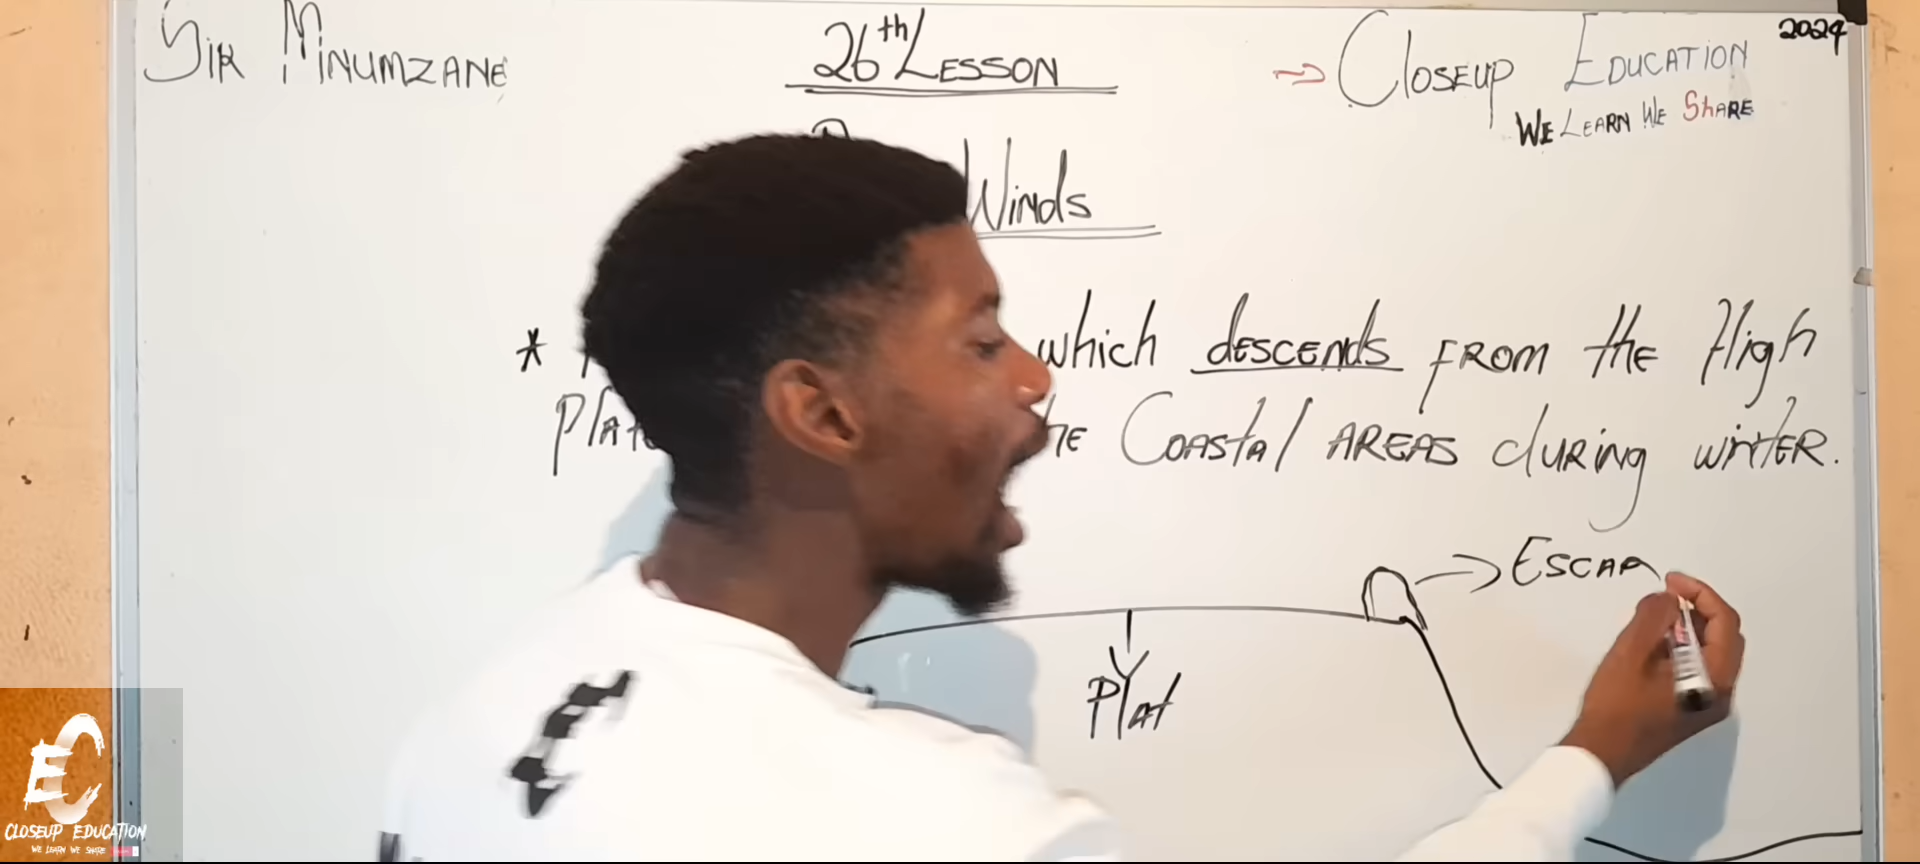 Sir Minumzane
26th Lesson
Closeup Education
2024
We Learn We Share
Winds
* which descends from the High
the Coastal areas during winter.
Escar
Plat
EC
CLOSEUP EDUCATION
WE LEARN WE SHARE